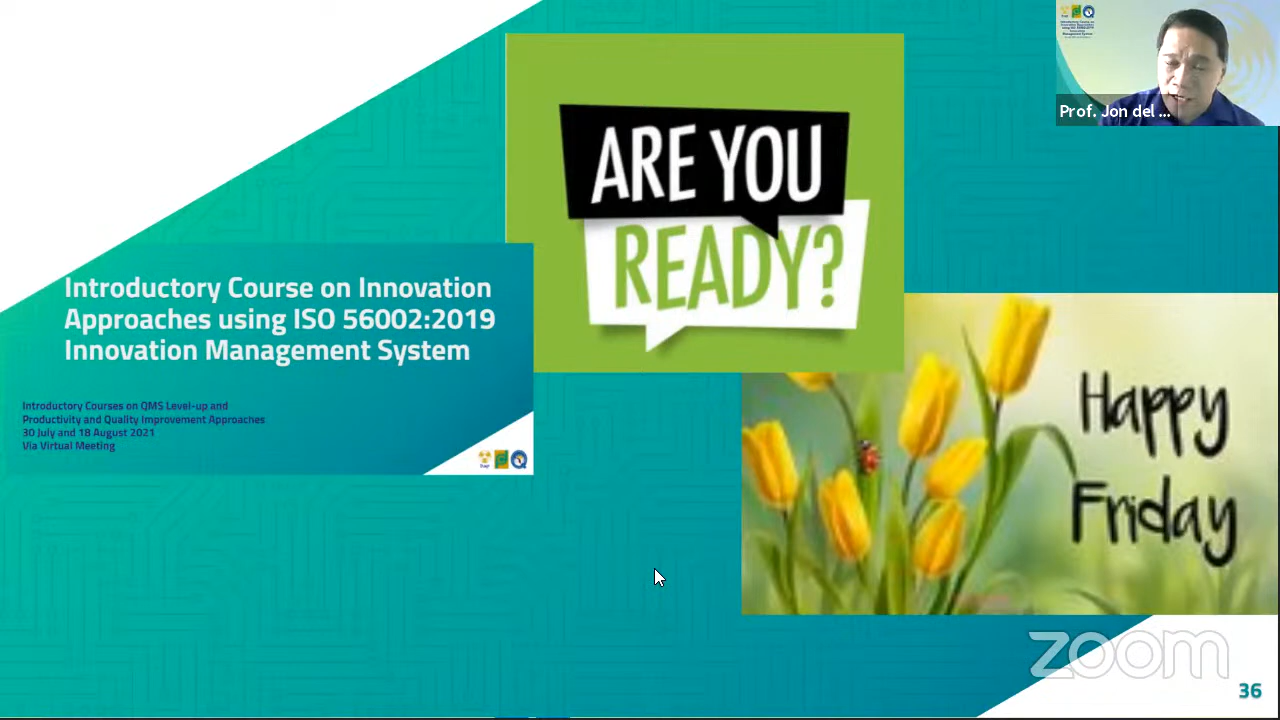 ARE YOU
READY?
Introductory Course on Innovation
Approaches using ISO 56002:2019
Innovation Management System
Introductory Courses on QMS Level-up and
Productivity and Quality Improvement Approaches
30 July and 18 August 2021
Via Virtual Meeting
Happy
Friday
Prof. Jon del ...
zoom
36